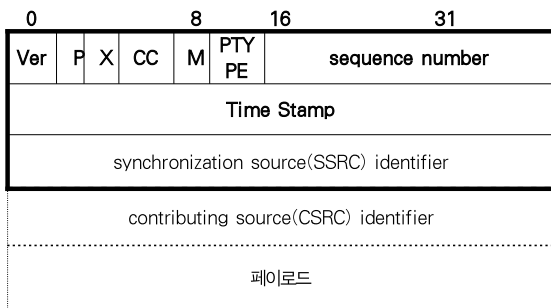 0 8 16 31
Ver P X CC M PTY PE sequence number
Time Stamp
synchronization source(SSRC) identifier
contributing source(CSRC) identifier
페이로드